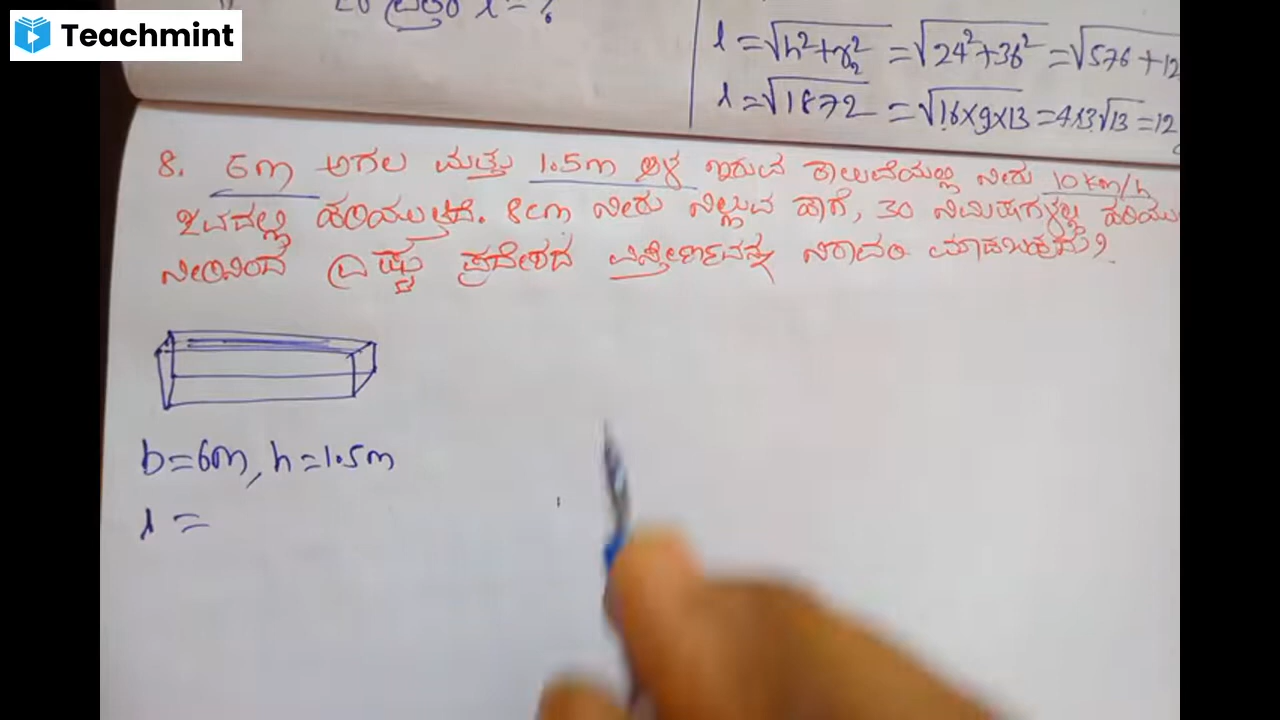 Teachmint
l = ?
l = √h²+r₂² = √24²+36² = √576 + 12
l = √1872 = √16×9×13 = 4×3√13 = 12
8. 6m ಅಗಲ ಮತ್ತು 1.5m ಆಳ ಇರುವ ಕಾಲುವೆಯಲ್ಲಿ ನೀರು 10 km/h
ಜವದಲ್ಲಿ ಹರಿಯುತ್ತಿದೆ. 8cm ನೀರು ನಿಲ್ಲುವ ಹಾಗೆ, 30 ನಿಮಿಷಗಳಲ್ಲಿ ಹರಿಯು
ನೀರಿನಿಂದ ಎಷ್ಟು ಪ್ರದೇಶದ ವಿಸ್ತೀರ್ಣವನ್ನು ನೀರಾವರಿ ಮಾಡಬಹುದು?
b = 6m, h = 1.5m
l =